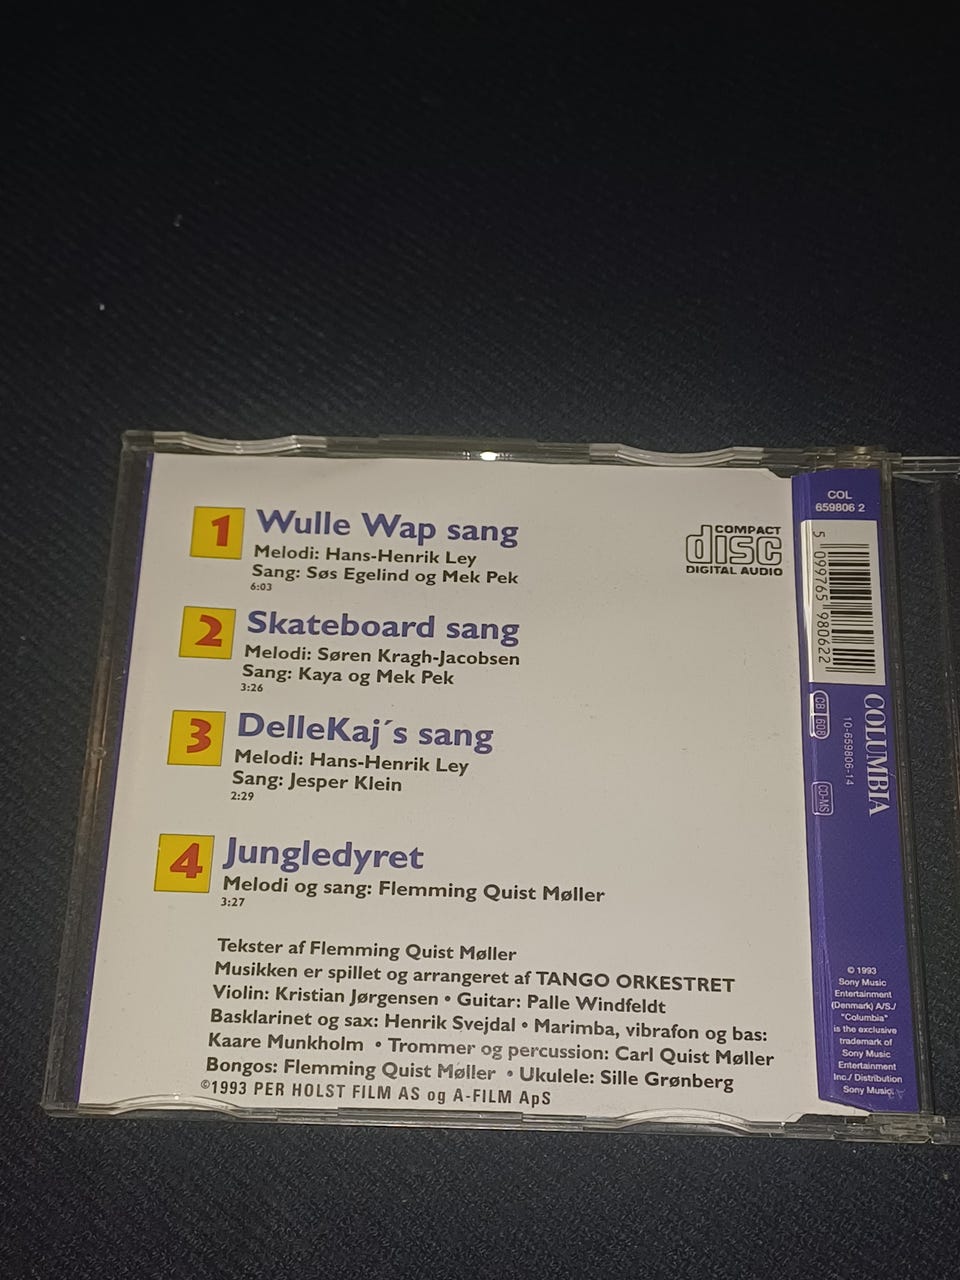 1 Wulle Wap sang
Melodi: Hans-Henrik Ley
Sang: Søs Egelind og Mek Pek
6:03
2 Skateboard sang
Melodi: Søren Kragh-Jacobsen
Sang: Kaya og Mek Pek
3:26
3 DelleKaj´s sang
Melodi: Hans-Henrik Ley
Sang: Jesper Klein
2:29
4 Jungledyret
Melodi og sang: Flemming Quist Møller
3:27
Tekster af Flemming Quist Møller
Musikken er spillet og arrangeret af TANGO ORKESTRET
Violin: Kristian Jørgensen • Guitar: Palle Windfeldt
Basklarinet og sax: Henrik Svejdal • Marimba, vibrafon og bas:
Kaare Munkholm • Trommer og percussion: Carl Quist Møller
Bongos: Flemming Quist Møller • Ukulele: Sille Grønberg
©1993 PER HOLST FILM AS og A-FILM ApS
COMPACT
disc
DIGITAL AUDIO
COL
659806 2
5 099765 980622
COLUMBIA
10-659806-14
CB 608
CD-MS
© 1993
Sony Music
Entertainment
(Denmark) A/S./
"Columbia"
is the exclusive
trademark of
Sony Music
Entertainment
Inc./ Distribution
Sony Music.